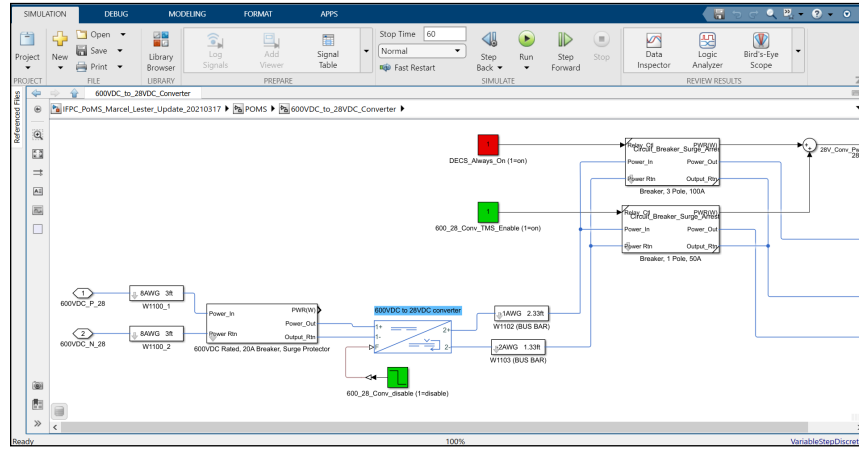 SIMULATION DEBUG MODELING FORMAT APPS
Project New Open Save Print Library Browser Log Signals Add Viewer Signal Table Stop Time 60 Normal Fast Restart Step Back Run Step Forward Stop Data Inspector Logic Analyzer Bird's-Eye Scope
PROJECT FILE LIBRARY PREPARE SIMULATE REVIEW RESULTS
Referenced Files
600VDC_to_28VDC_Converter
IFPC_PoMS_Marcel_Lester_Update_20210317 POMS 600VDC_to_28VDC_Converter
1
DECS_Always_On (1=on)
Relay_Ctl PWR(W)
Circuit_Breaker_Surge_Arrest
Power_In Power_Out
Power Rtn Output_Rtn
Breaker, 3 Pole, 100A
28V_Conv_Pw
28
1
600_28_Conv_TMS_Enable (1=on)
Relay_Ctl PWR(W)
Circuit_Breaker_Surge_Arrest
Power_In Power_Out
Power Rtn Output_Rtn
Breaker, 1 Pole, 50A
1
600VDC_P_28
8AWG 3ft
W1100_1
2
600VDC_N_28
8AWG 3ft
W1100_2
PWR(W)
Power_In
Power_Out
Power Rtn Output_Rtn
600VDC Rated, 20A Breaker, Surge Protector
600VDC to 28VDC converter
1+ 2+
1-
F 2-
1AWG 2.33ft
W1102 (BUS BAR)
2AWG 1.33ft
W1103 (BUS BAR)
600_28_Conv_disable (1=disable)
Ready 100% VariableStepDiscret